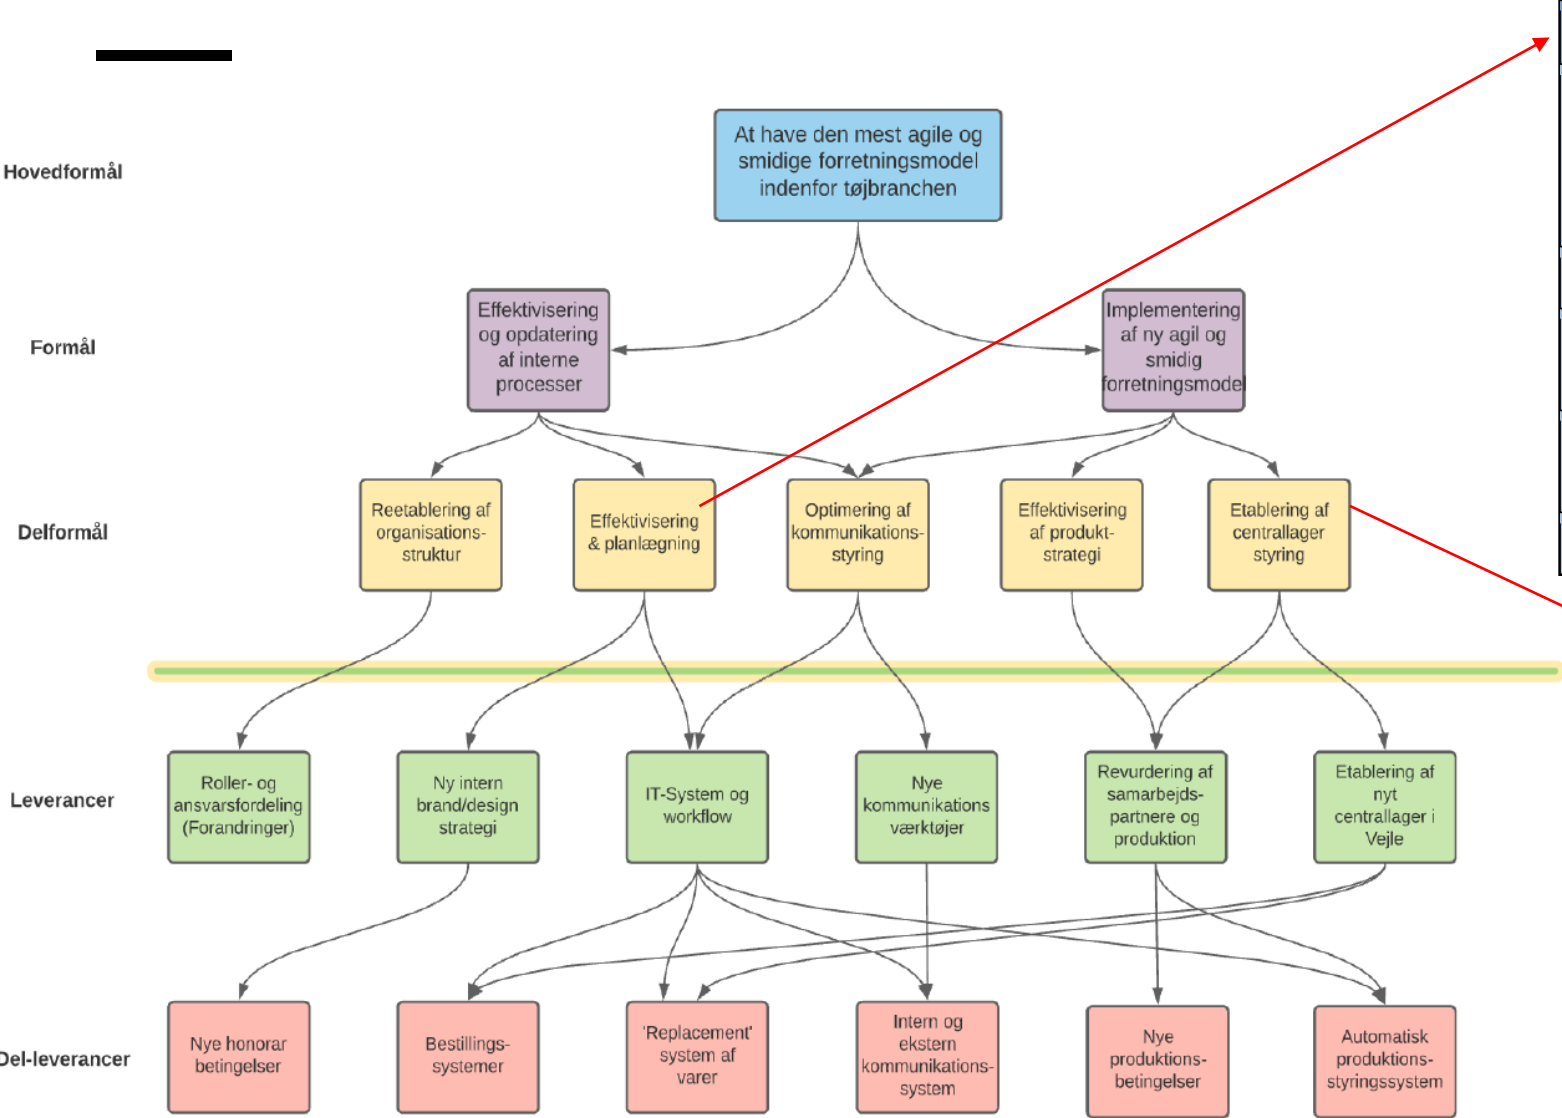 At have den mest agile og
smidige forretningsmodel
indenfor tøjbranchen
Hovedformål
Effektivisering
og opdatering
af interne
processer
Implementering
af ny agil og
smidig
forretningsmodel
Formål
Reetablering af
organisations-
struktur
Effektivisering
& planlægning
Optimering af
kommunikations-
styring
Effektivisering
af produkt-
strategi
Etablering af
centrallager
styring
Delformål
Roller- og
ansvarsfordeling
(Forandringer)
Ny intern
brand/design
strategi
IT-System og
workflow
Nye
kommunikations
værktøjer
Revurdering af
samarbejds-
partnere og
produktion
Etablering af
nyt
centrallager i
Vejle
Leverancer
Nye honorar
betingelser
Bestillings-
systemer
'Replacement'
system af
varer
Intern og
ekstern
kommunikations-
system
Nye
produktions-
betingelser
Automatisk
produktions-
styringssystem
Del-leverancer